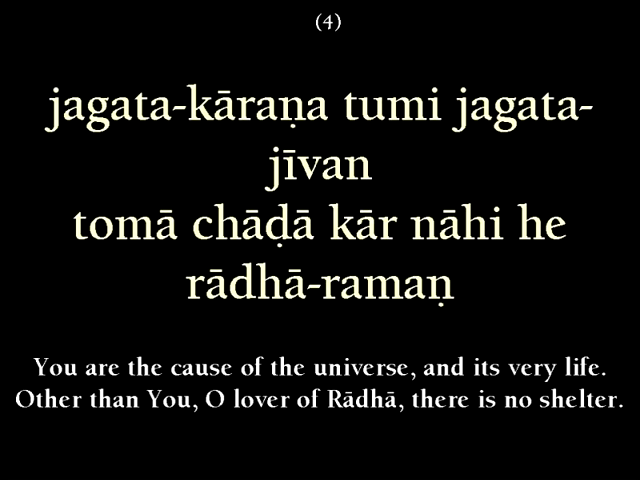 (4)
jagata-kāraṇa tumi jagata-
jīvan
tomā chāḍā kār nāhi he
rādhā-ramaṇ
You are the cause of the universe, and its very life.
Other than You, O lover of Rādhā, there is no shelter.